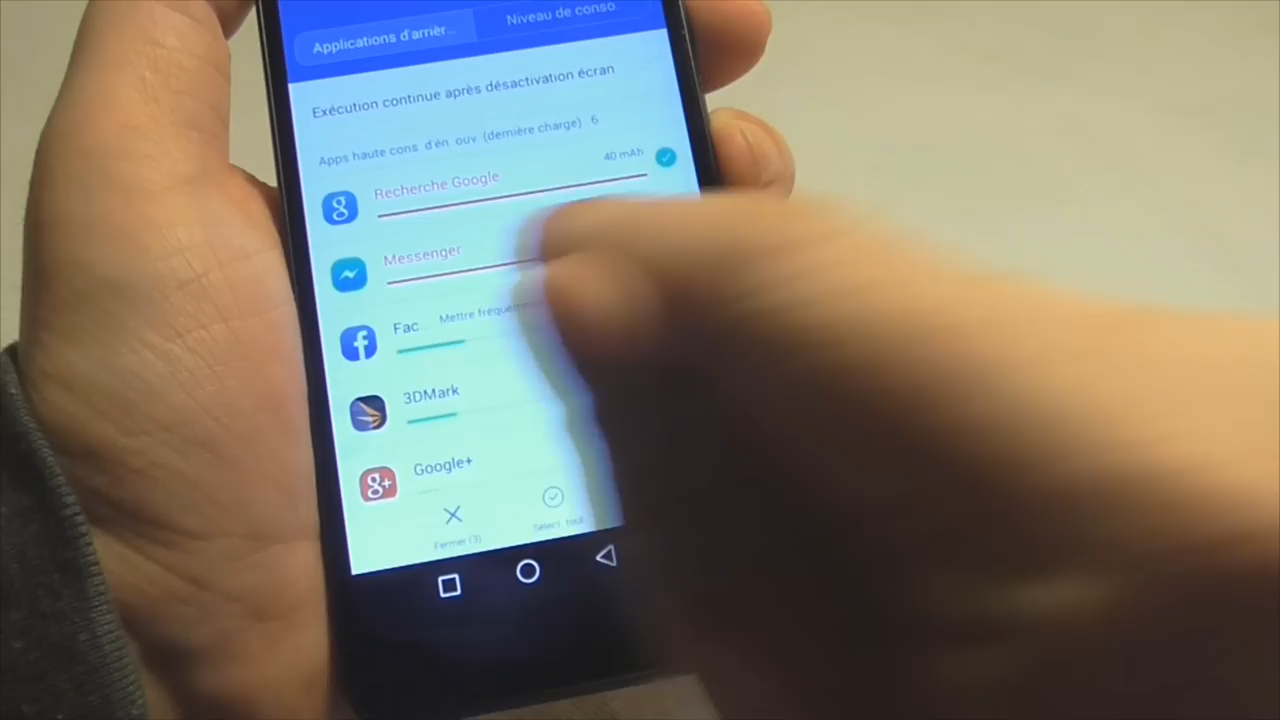 Applications d'arrièr...
Niveau de conso.
Exécution continue après désactivation écran
Apps haute cons. d'én. ouv. (dernière charge) 6
Recherche Google
40 mAh
Messenger
Fac... Mettre
3DMark
Google+
Fermer (3)
Select. tout